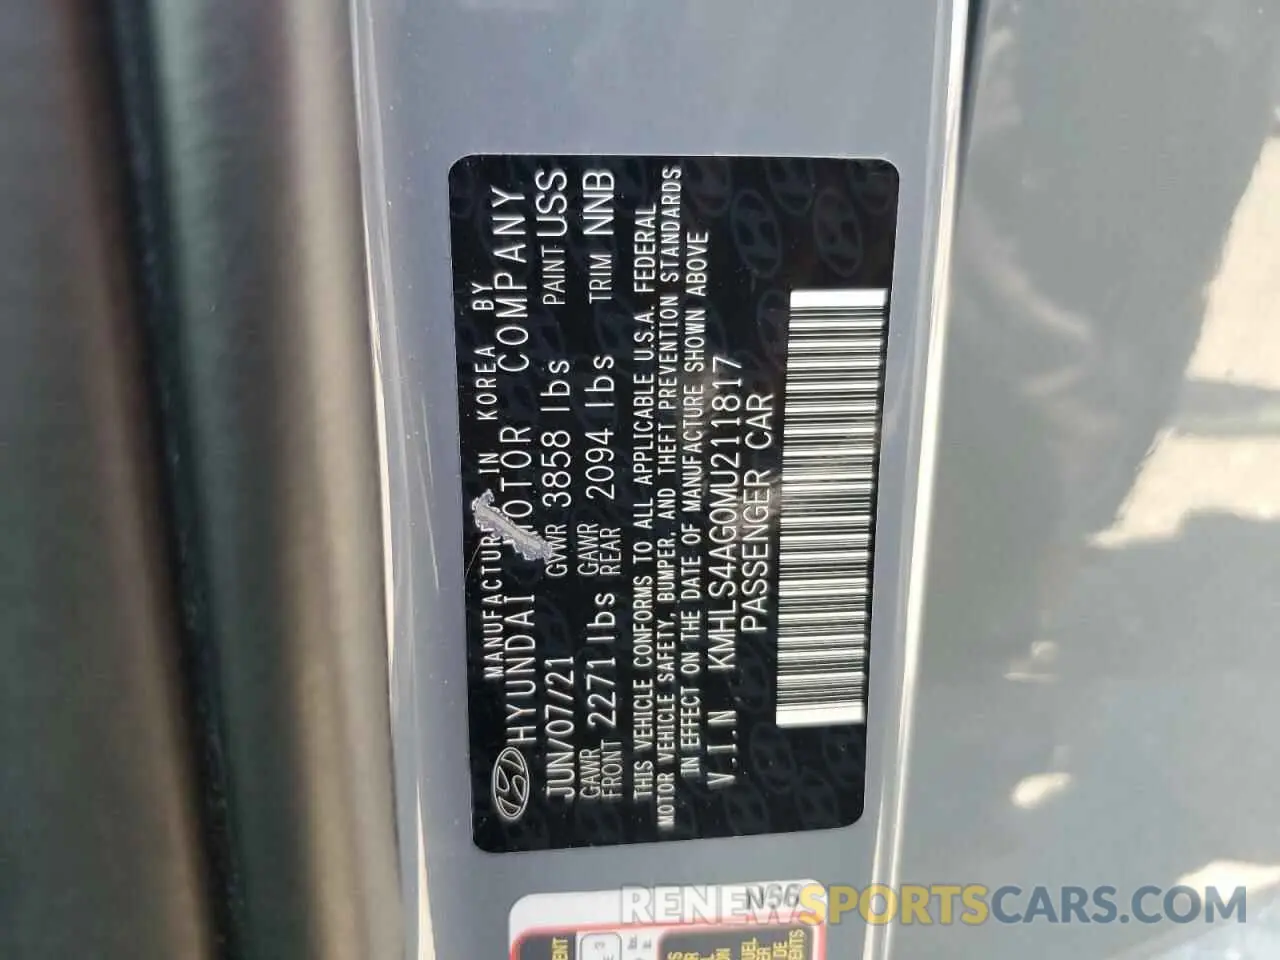 MANUFACTURE IN KOREA BY
HYUNDAI MOTOR COMPANY
JUN/07/21 GVWR 3858 lbs PAINT USS
GAWR FRONT 2271 lbs GAWR REAR 2094 lbs TRIM NNB
THIS VEHICLE CONFORMS TO ALL APPLICABLE U.S.A. FEDERAL
MOTOR VEHICLE SAFETY, BUMPER, AND THEFT PREVENTION STANDARDS
IN EFFECT ON THE DATE OF MANUFACTURE SHOWN ABOVE
V.I.N KMHLS4AG0MU211817
PASSENGER CAR
N56
RENEWSPORTSCARS.COM